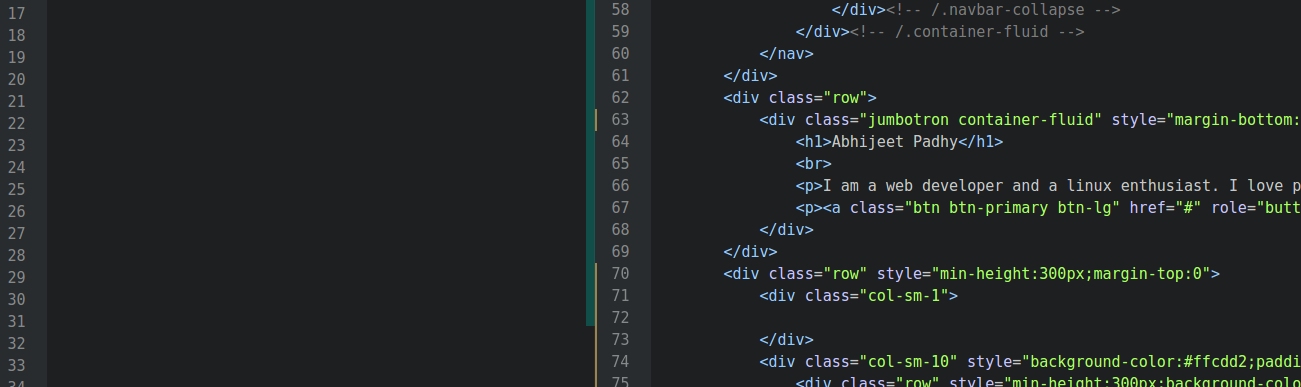 17
18
19
20
21
22
23
24
25
26
27
28
29
30
31
32
33
34
58 </div><!-- /.navbar-collapse -->
59 </div><!-- /.container-fluid -->
60 </nav>
61 </div>
62 <div class="row">
63 <div class="jumbotron container-fluid" style="margin-bottom:
64 <h1>Abhijeet Padhy</h1>
65 <br>
66 <p>I am a web developer and a linux enthusiast. I love p
67 <p><a class="btn btn-primary btn-lg" href="#" role="butt
68 </div>
69 </div>
70 <div class="row" style="min-height:300px;margin-top:0">
71 <div class="col-sm-1">
72
73 </div>
74 <div class="col-sm-10" style="background-color:#ffcdd2;paddi
75 <div class="row" style="min-height:300px;background-colo